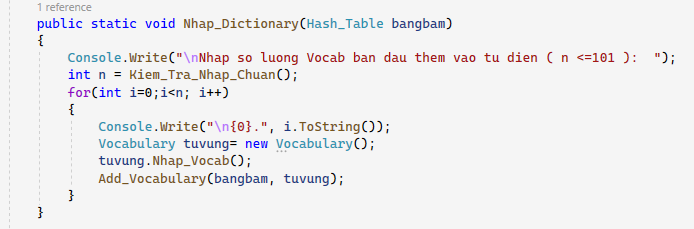 1 reference
public static void Nhap_Dictionary(Hash_Table bangbam)
{
Console.Write("\nNhap so luong Vocab ban dau them vao tu dien ( n <=101 ):  ");
int n = Kiem_Tra_Nhap_Chuan();
for(int i=0;i<n; i++)
{
Console.Write("\n{0}.", i.ToString());
Vocabulary tuvung= new Vocabulary();
tuvung.Nhap_Vocab();
Add_Vocabulary(bangbam, tuvung);
}
}